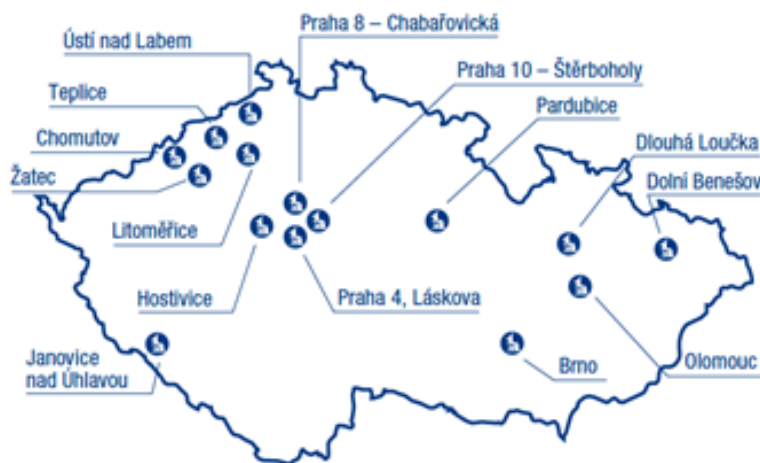 Praha 8 – Chabařovická
Ústí nad Labem
Praha 10 – Štěrboholy
Teplice
Pardubice
Chomutov
Dlouhá Loučka
Žatec
Dolní Benešov
Litoměřice
Hostivice
Praha 4, Láskova
Janovice
nad Úhlavou
Brno
Olomouc